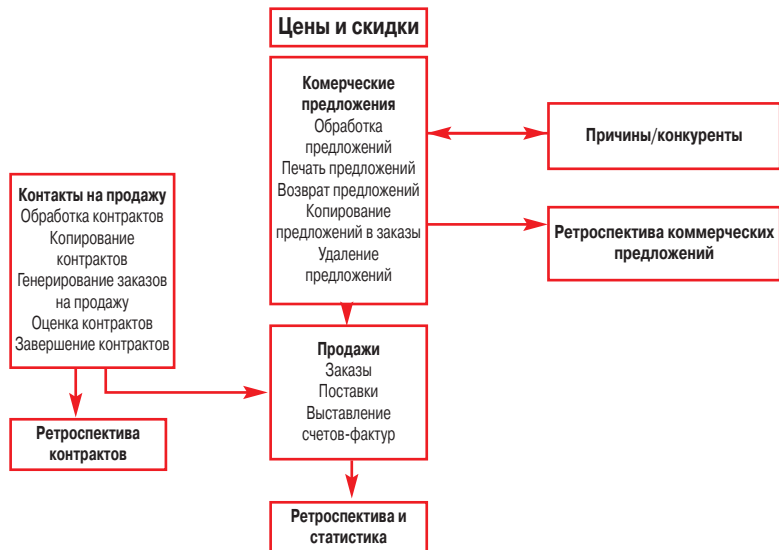 Цены и скидки
Комерческие
предложения
Обработка
предложений
Печать предложений
Возврат предложений
Копирование
предложений в заказы
Удаление
предложений
Причины/конкуренты
Ретроспектива коммерческих
предложений
Контакты на продажу
Обработка контрактов
Копирование
контрактов
Генерирование заказов
на продажу
Оценка контрактов
Завершение контрактов
Продажи
Заказы
Поставки
Выставление
счетов-фактур
Ретроспектива
контрактов
Ретроспектива и
статистика